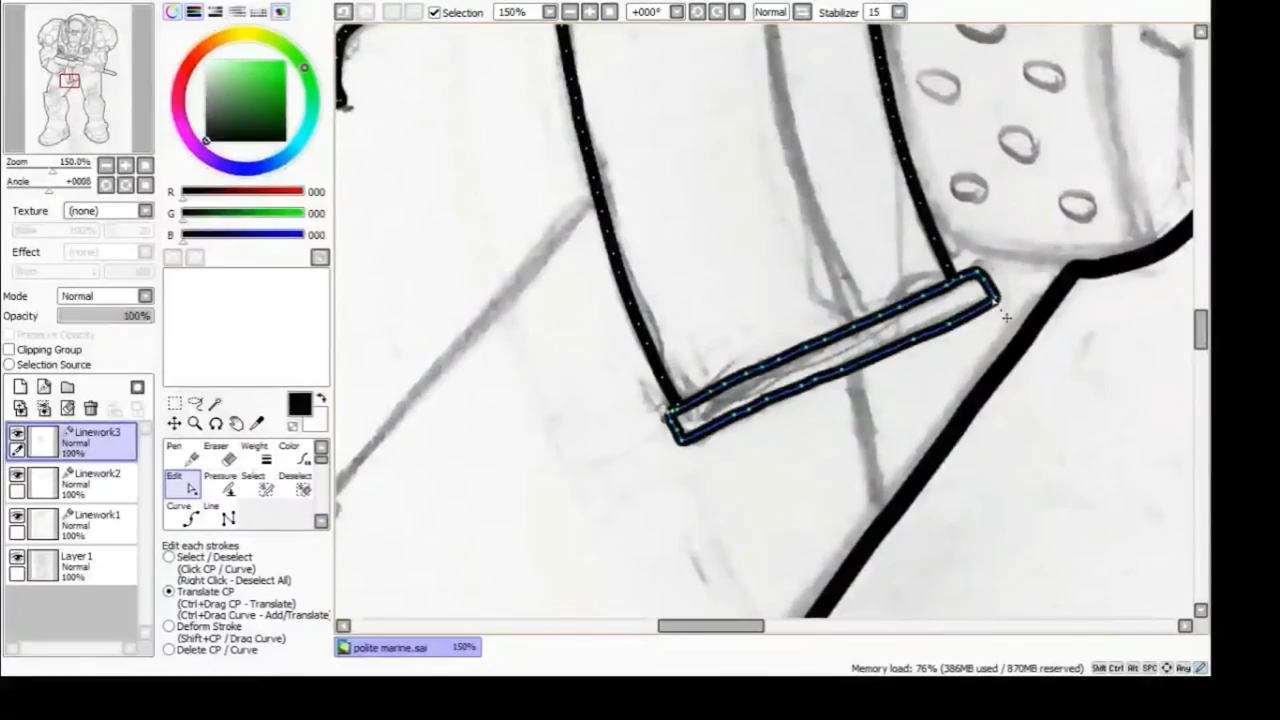 Selection 150% +000° Normal Stabilizer 15
Zoom 150.0%
Angle
R 000
G 000
B 000
Texture (none)
Effect (none)
Mode Normal
Opacity 100%
Preserve Opacity
Clipping Group
Selection Source
Linework3
Normal
100%
Linework2
Normal
100%
Linework1
Normal
100%
Layer1
Normal
100%
Pen Eraser Weight Color
Edit Pressure Select Deselect
Curve Line
Edit each strokes
Select / Deselect
(Click CP / Curve)
(Right Click - Deselect All)
Translate CP
(Ctrl+Drag CP - Translate)
(Ctrl+Drag Curve - Add/Translate
Deform Stroke
(Shift+CP / Drag Curve)
Delete CP / Curve
polite marine.sai 150%
Memory load: 76% (386MB used / 870MB reserved) Shift Ctrl Alt SPC Any